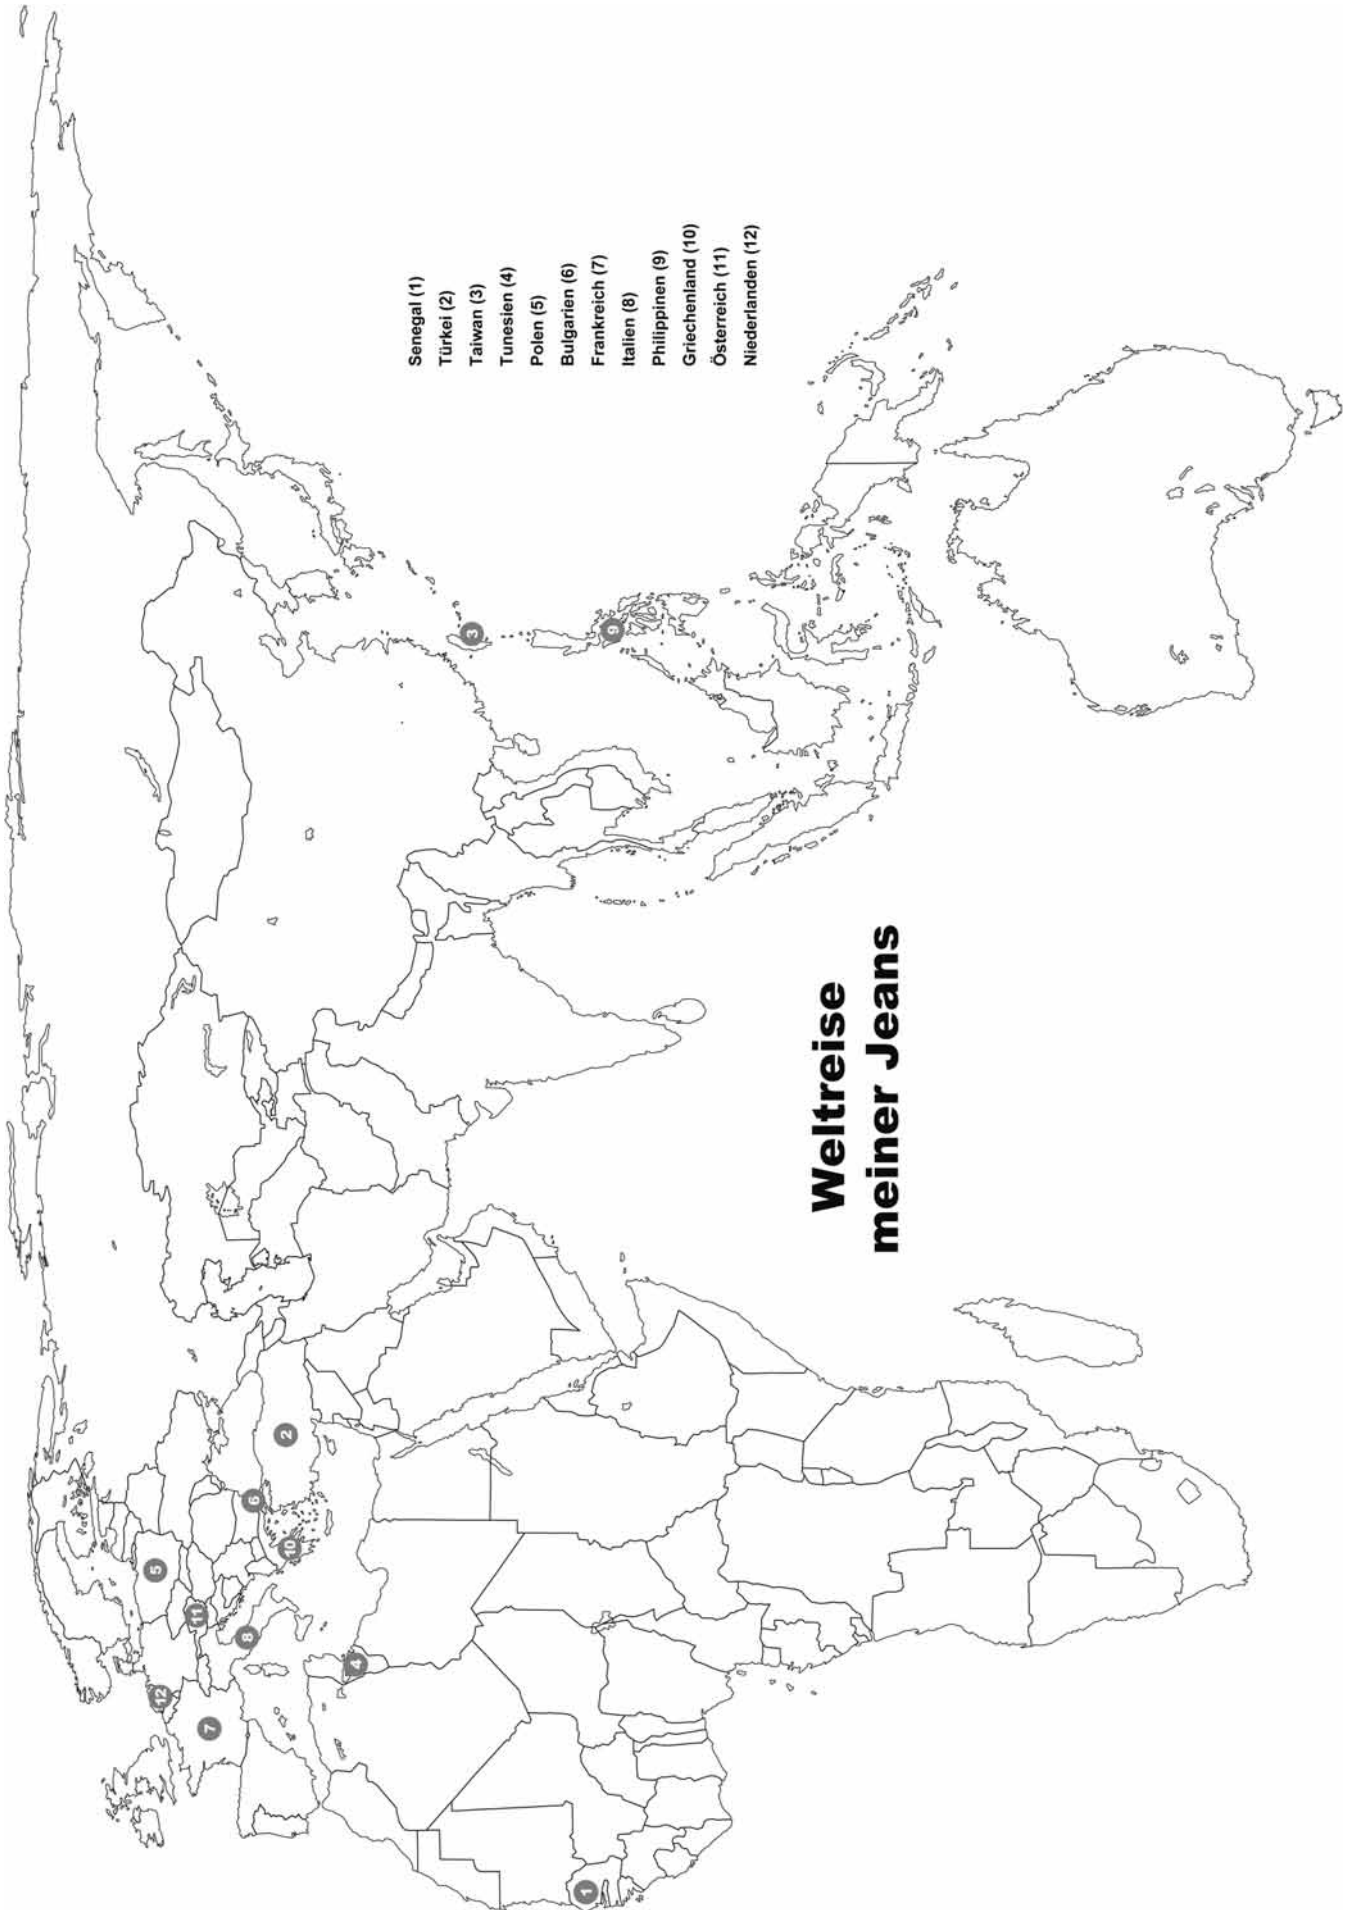 Senegal (1)
Türkei (2)
Taiwan (3)
Tunesien (4)
Polen (5)
Bulgarien (6)
Frankreich (7)
Italien (8)
Philippinen (9)
Griechenland (10)
Österreich (11)
Niederlanden (12)
Weltreise
meiner Jeans
1
2
3
4
5
6
7
8
9
10
11
12